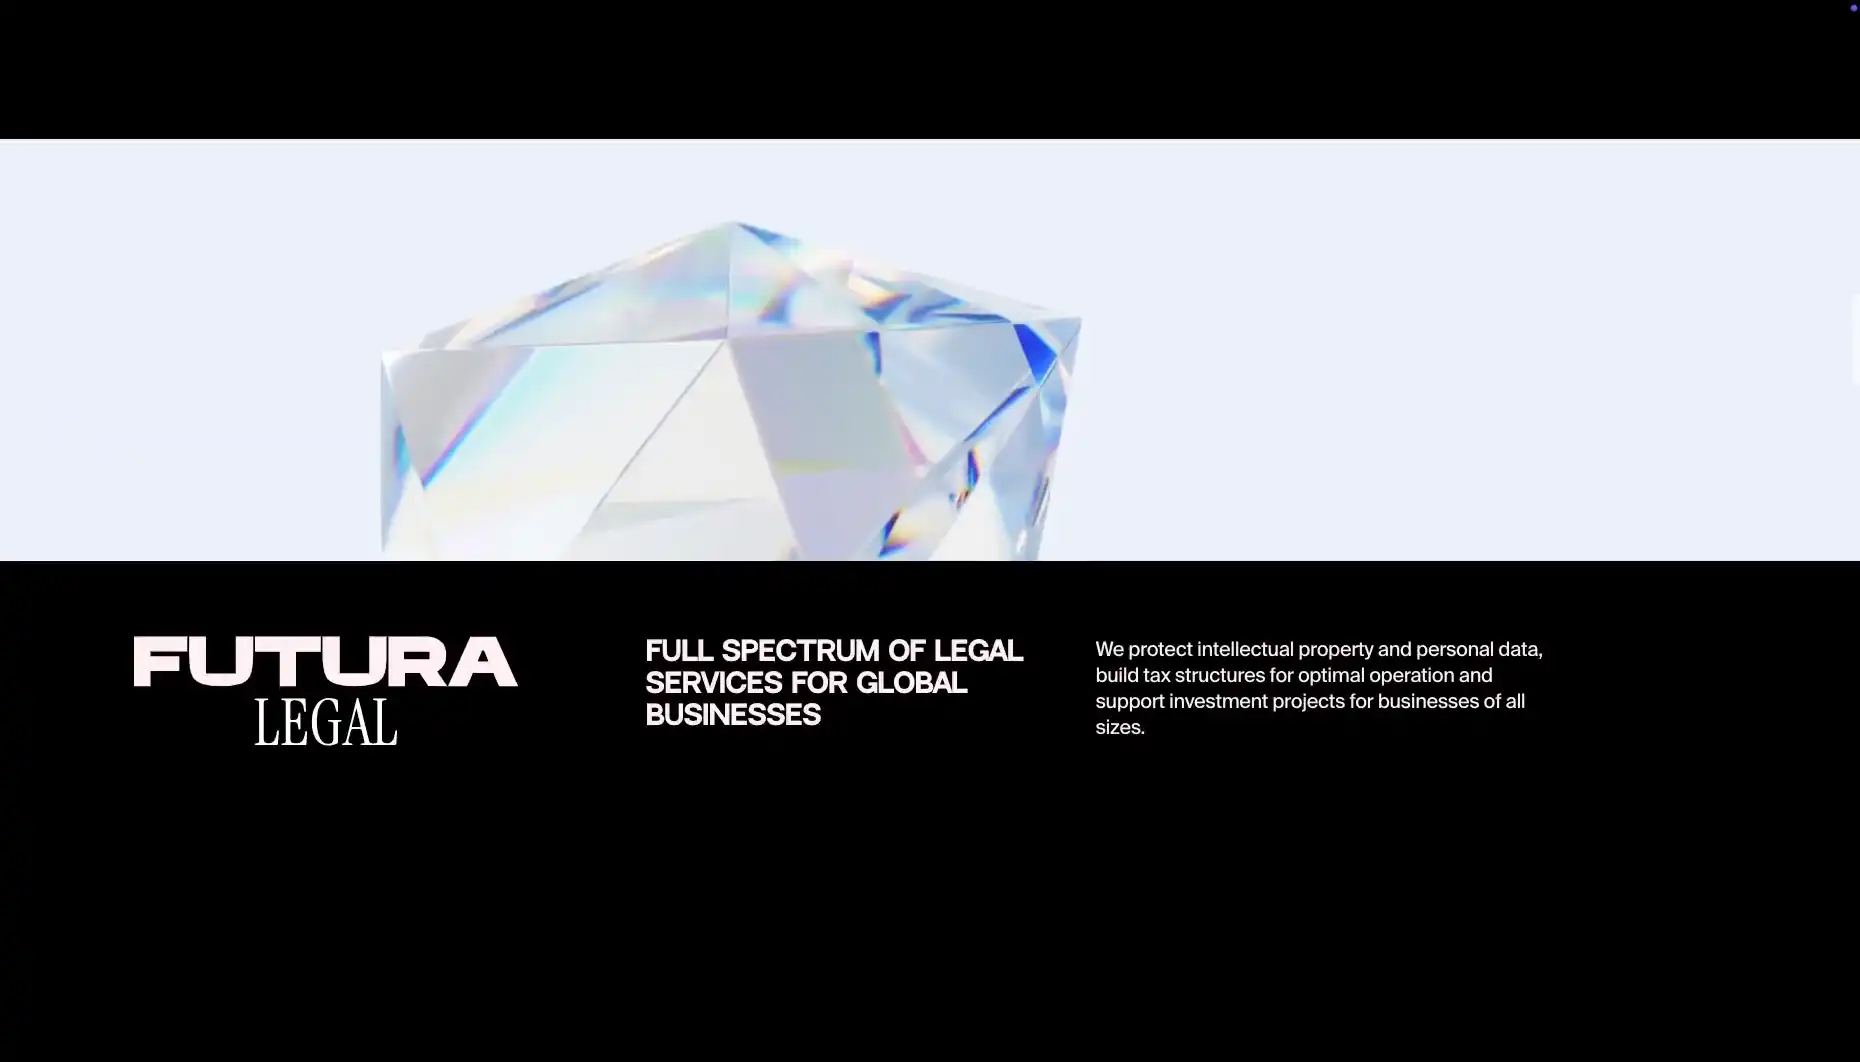 FUTURA
LEGAL
FULL SPECTRUM OF LEGAL
SERVICES FOR GLOBAL
BUSINESSES
We protect intellectual property and personal data,
build tax structures for optimal operation and
support investment projects for businesses of all
sizes.